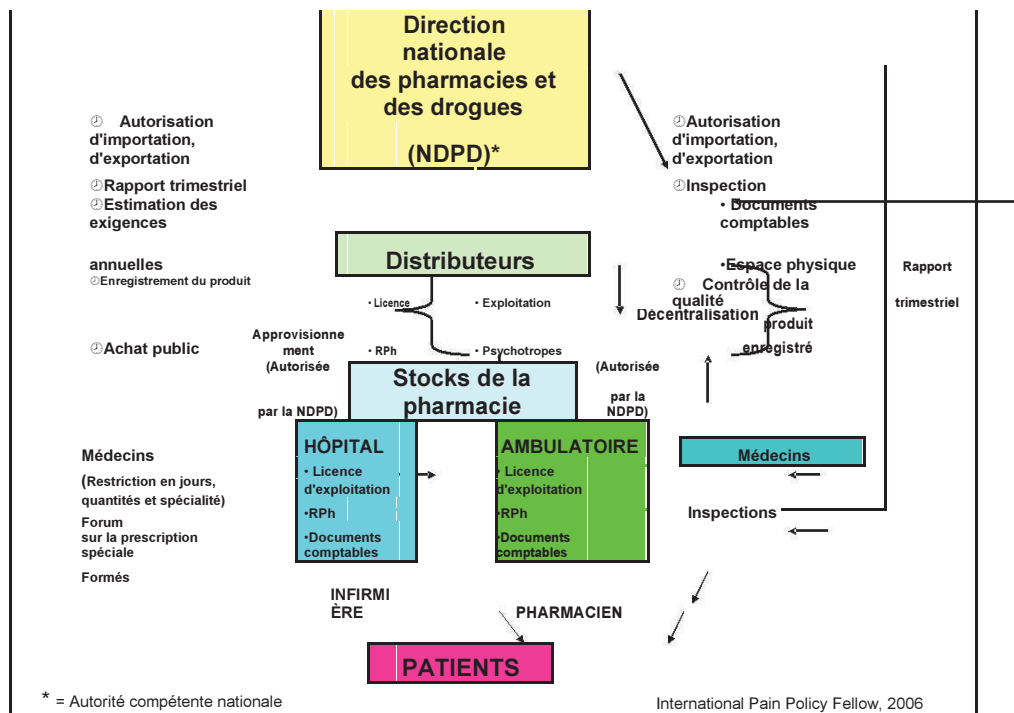 Direction
nationale
des pharmacies et
des drogues
(NDPD)*
Autorisation
d'importation,
d'exportation
Rapport trimestriel
Estimation des
exigences
annuelles
Enregistrement du produit
Achat public
Autorisation
d'importation,
d'exportation
Inspection
• Documents
comptables
•Espace physique
Contrôle de la
qualité
Décentralisation
produit
enregistré
Rapport
trimestriel
Distributeurs
• Licence
• Exploitation
• RPh
• Psychotropes
Approvisionne
ment
(Autorisée
par la NDPD)
(Autorisée
par la
NDPD)
Stocks de la
pharmacie
HÔPITAL
• Licence
d'exploitation
•RPh
•Documents
comptables
AMBULATOIRE
• Licence
d'exploitation
•RPh
•Documents
comptables
Médecins
Inspections
Médecins
(Restriction en jours,
quantités et spécialité)
Forum
sur la prescription
spéciale
Formés
INFIRMI
ÈRE
PHARMACIEN
PATIENTS
* = Autorité compétente nationale
International Pain Policy Fellow, 2006